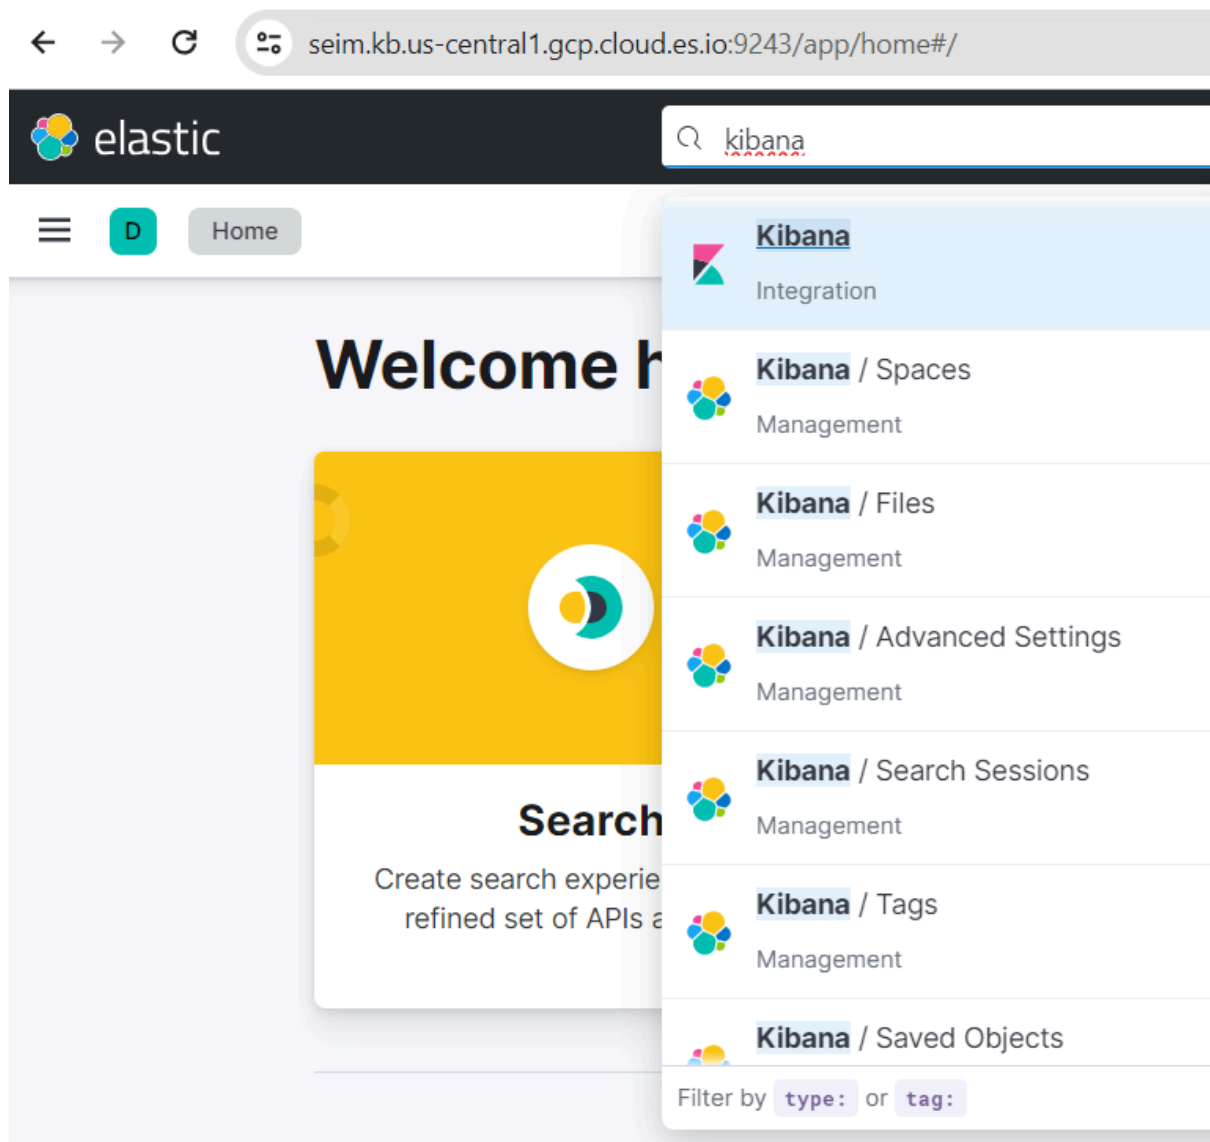 seim.kb.us-central1.gcp.cloud.es.io:9243/app/home#/
elastic
kibana
D
Home
Kibana
Integration
Kibana / Spaces
Management
Kibana / Files
Management
Kibana / Advanced Settings
Management
Kibana / Search Sessions
Management
Kibana / Tags
Management
Kibana / Saved Objects
Filter by type: or tag:
Welcome h
Search
Create search experie
refined set of APIs a